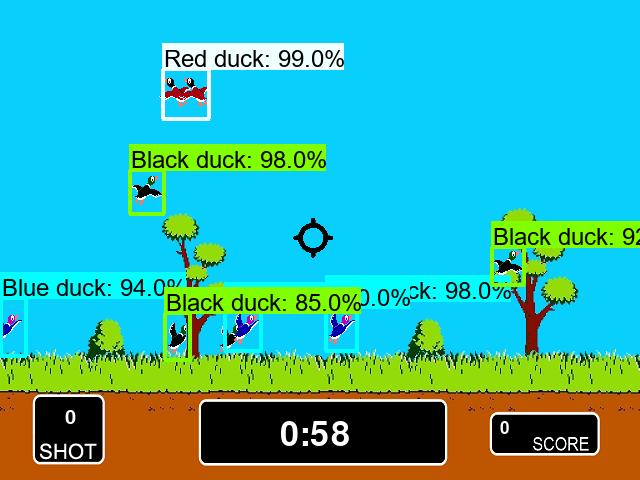 Red duck: 99.0%
Black duck: 98.0%
Black duck: 92
Blue duck: 94.0%
Black duck: 85.0%
0.0%
ck: 98.0%
0
SHOT
0:58
0
SCORE